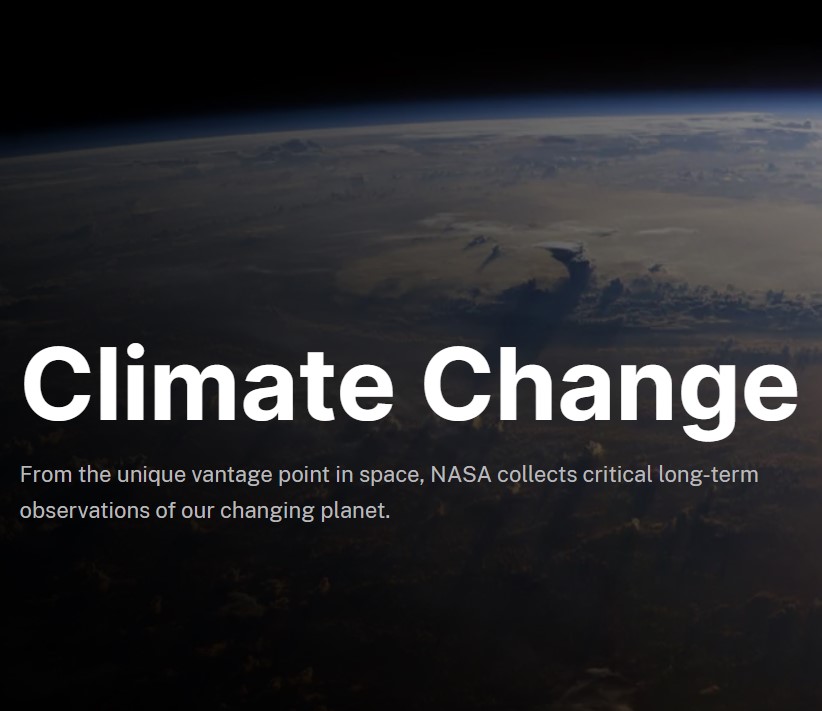 Climate Change
From the unique vantage point in space, NASA collects critical long-term
observations of our changing planet.